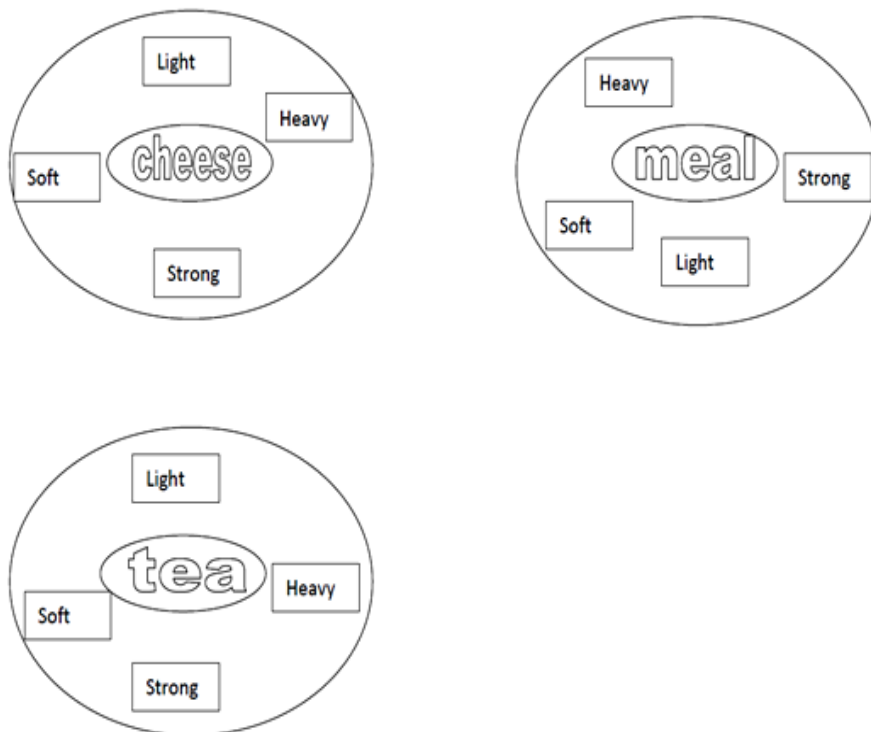 Light
Heavy
cheese
Soft
Strong
Heavy
meal
Strong
Soft
Light
Light
tea
Heavy
Soft
Strong